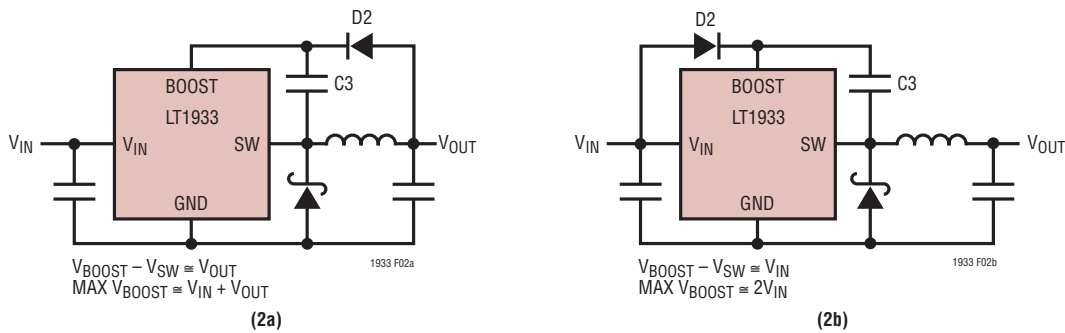 D2
C3
BOOST
LT1933
V_IN
V_IN
SW
V_OUT
GND
V_BOOST – V_SW ≅ V_OUT
MAX V_BOOST ≅ V_IN + V_OUT
1933 F02a
(2a)
D2
C3
BOOST
LT1933
V_IN
V_IN
SW
V_OUT
GND
V_BOOST – V_SW ≅ V_IN
MAX V_BOOST ≅ 2V_IN
1933 F02b
(2b)